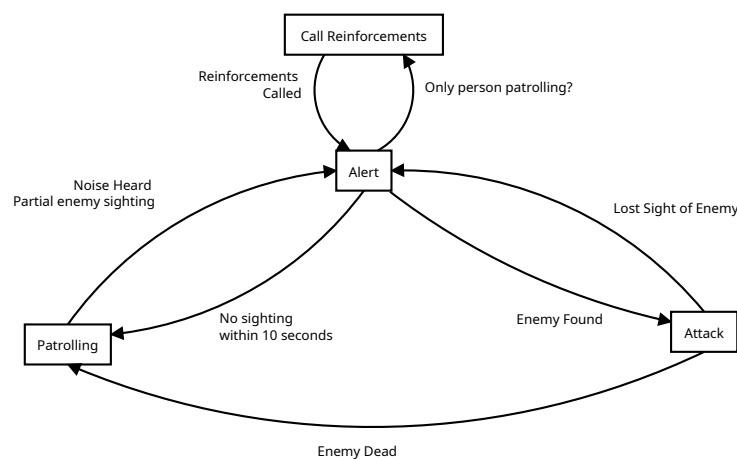 Call Reinforcements
Reinforcements
Called
Only person patrolling?
Alert
Noise Heard
Partial enemy sighting
Lost Sight of Enemy
No sighting
within 10 seconds
Enemy Found
Patrolling
Attack
Enemy Dead